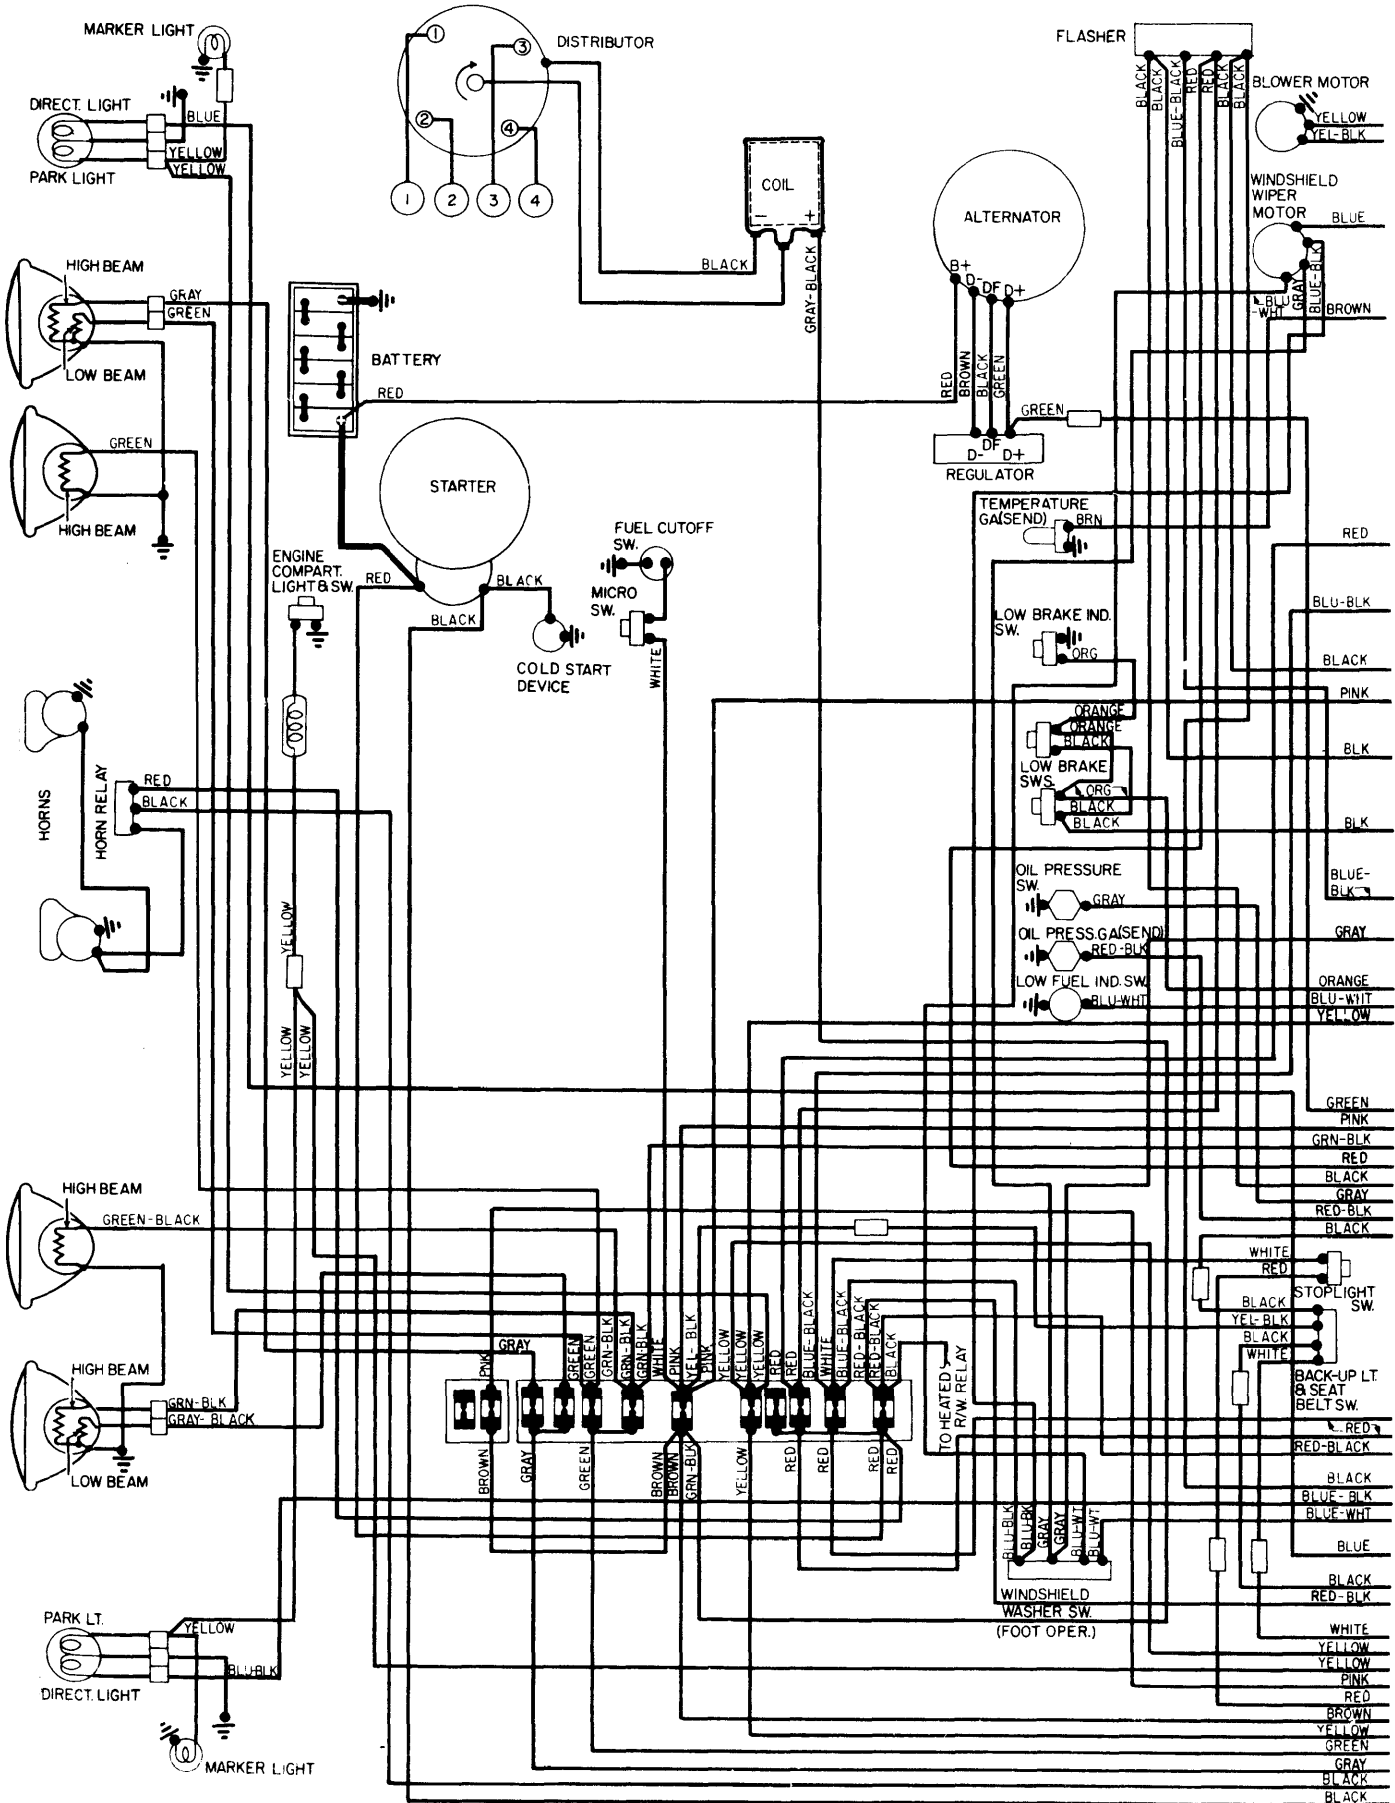 MARKER LIGHT
DIRECT. LIGHT
BLUE
YELLOW
YELLOW
PARK LIGHT
1
3
2
4
1
2
3
4
DISTRIBUTOR
COIL
-
+
BLACK
GRAY-BLACK
ALTERNATOR
B+
D-
DF
D+
RED
BROWN
BLACK
GREEN
GREEN
D-
DF
D+
REGULATOR
FLASHER
BLACK
BLACK
BLUE-BLACK
RED
RED
BLACK
BLACK
BLOWER MOTOR
YELLOW
YEL-BLK
WINDSHIELD
WIPER
MOTOR
BLUE
BLU
-WHT
GRAY
BLUE-BLK
BROWN
HIGH BEAM
GRAY
GREEN
LOW BEAM
BATTERY
RED
GREEN
HIGH BEAM
STARTER
ENGINE
COMPART.
LIGHT & SW.
RED
BLACK
BLACK
COLD START
DEVICE
FUEL CUTOFF
SW.
MICRO
SW.
WHITE
TEMPERATURE
GA(SEND)
BRN
RED
LOW BRAKE IND.
SW.
ORG
BLU-BLK
BLACK
PINK
ORANGE
ORANGE
BLACK
LOW BRAKE
SWS.
ORG
BLACK
BLACK
BLK
BLK
HORNS
HORN RELAY
RED
BLACK
OIL PRESSURE
SW.
GRAY
BLUE-
BLK
OIL PRESS.GA(SEND)
RED-BLK
GRAY
LOW FUEL IND. SW.
BLU-WHT
ORANGE
BLU-WHT
YELLOW
YELLOW
YELLOW
YELLOW
GREEN
PINK
GRN-BLK
RED
BLACK
GRAY
RED-BLK
BLACK
HIGH BEAM
GREEN-BLACK
WHITE
RED
STOPLIGHT
SW.
BLACK
YEL-BLK
BLACK
WHITE
BACK-UP LT.
& SEAT
BELT SW.
PINK
GRAY
GREEN
GREEN
GRN-BLK
GRN-BLK
GRN-BLK
WHITE
PINK
YEL-BLK
PINK
YELLOW
YELLOW
YELLOW
RED
RED
BLUE-BLACK
WHITE
BLUE-BLACK
RED-BLACK
RED-BLACK
BLACK
TO HEATED
R/W. RELAY
HIGH BEAM
GRN-BLK
GRAY-BLACK
LOW BEAM
BROWN
GRAY
GREEN
BROWN
BROWN
GRN-BLK
YELLOW
RED
RED
RED
RED
RED
RED-BLACK
BLACK
BLUE-BLK
BLUE-WHT
BLU-BLK
BLU-BK
GRAY
GRAY
BLU-WT
BLU-WT
WINDSHIELD
WASHER SW.
(FOOT OPER.)
BLUE
BLACK
RED-BLK
PARK LT.
YELLOW
BLU-BLK
DIRECT. LIGHT
MARKER LIGHT
WHITE
YELLOW
YELLOW
PINK
RED
BROWN
YELLOW
GREEN
GRAY
BLACK
BLACK